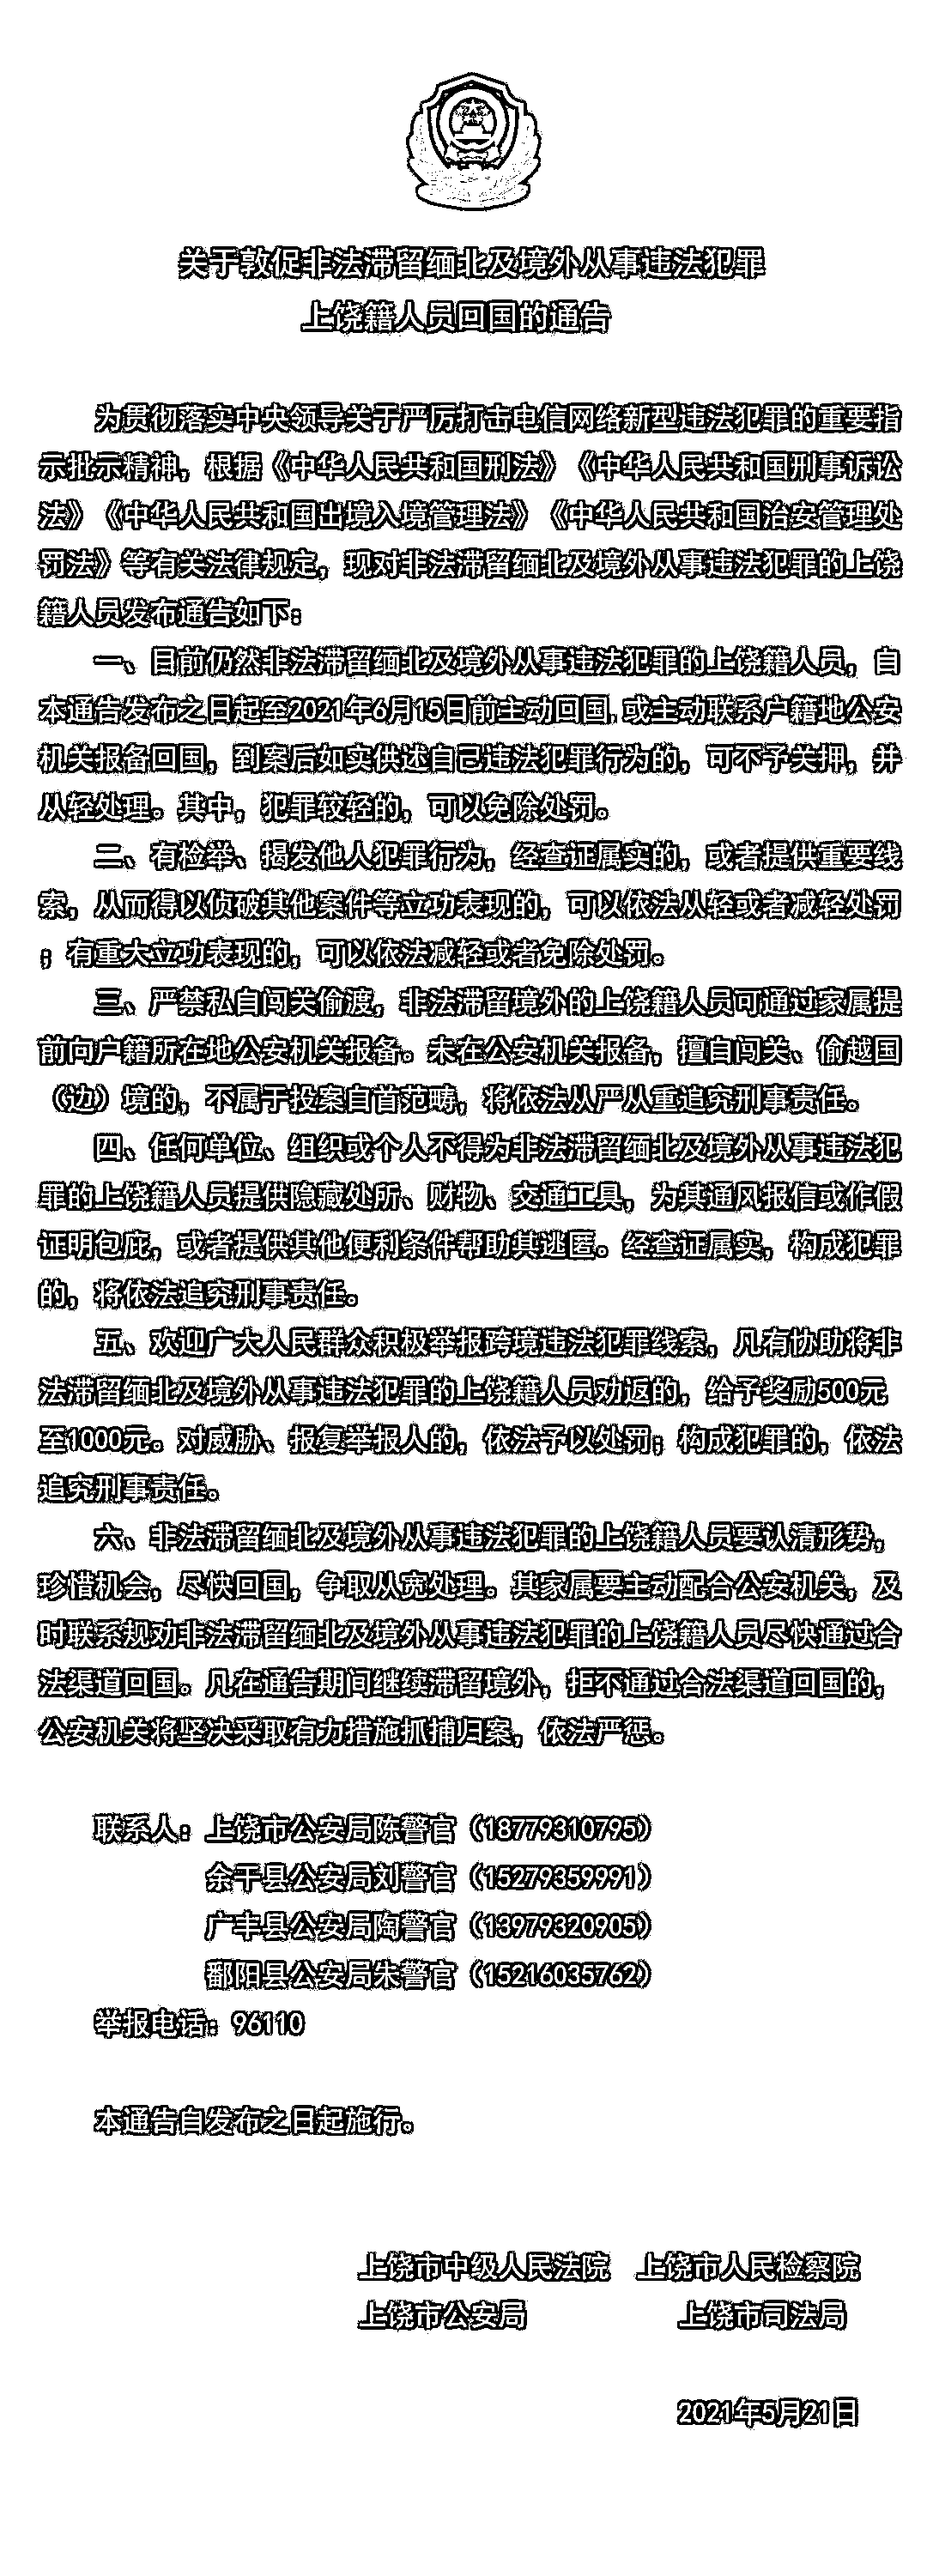 关于敦促非法滞留缅北及境外从事违法犯罪
上饶籍人员回国的通告
为贯彻落实中央领导关于严厉打击电信网络新型违法犯罪的重要指
示批示精神，根据《中华人民共和国刑法》《中华人民共和国刑事诉讼
法》《中华人民共和国出境入境管理法》《中华人民共和国治安管理处
罚法》等有关法律规定，现对非法滞留缅北及境外从事违法犯罪的上饶
籍人员发布通告如下：
一、目前仍然非法滞留缅北及境外从事违法犯罪的上饶籍人员，自
本通告发布之日起至2021年6月15日前主动回国,或主动联系户籍地公安
机关报备回国，到案后如实供述自己违法犯罪行为的，可不予关押，并
从轻处理。其中，犯罪较轻的，可以免除处罚。
二、有检举、揭发他人犯罪行为，经查证属实的，或者提供重要线
索，从而得以侦破其他案件等立功表现的，可以依法从轻或者减轻处罚
；有重大立功表现的，可以依法减轻或者免除处罚。
三、严禁私自闯关偷渡，非法滞留境外的上饶籍人员可通过家属提
前向户籍所在地公安机关报备。未在公安机关报备，擅自闯关、偷越国
（边）境的，不属于投案自首范畴，将依法从严从重追究刑事责任。
四、任何单位、组织或个人不得为非法滞留缅北及境外从事违法犯
罪的上饶籍人员提供隐藏处所、财物、交通工具，为其通风报信或作假
证明包庇，或者提供其他便利条件帮助其逃匿。经查证属实，构成犯罪
的，将依法追究刑事责任。
五、欢迎广大人民群众积极举报跨境违法犯罪线索，凡有协助将非
法滞留缅北及境外从事违法犯罪的上饶籍人员劝返的，给予奖励500元
至1000元。对威胁、报复举报人的，依法予以处罚；构成犯罪的，依法
追究刑事责任。
六、非法滞留缅北及境外从事违法犯罪的上饶籍人员要认清形势，
珍惜机会，尽快回国，争取从宽处理。其家属要主动配合公安机关，及
时联系规劝非法滞留缅北及境外从事违法犯罪的上饶籍人员尽快通过合
法渠道回国。凡在通告期间继续滞留境外，拒不通过合法渠道回国的，
公安机关将坚决采取有力措施抓捕归案，依法严惩。
联系人：上饶市公安局陈警官（18779310795）
余干县公安局刘警官（15279359991）
广丰县公安局陶警官（13979320905）
鄱阳县公安局朱警官（15216035762）
举报电话：96110
本通告自发布之日起施行。
上饶市中级人民法院 上饶市人民检察院
上饶市公安局 上饶市司法局
2021年5月21日